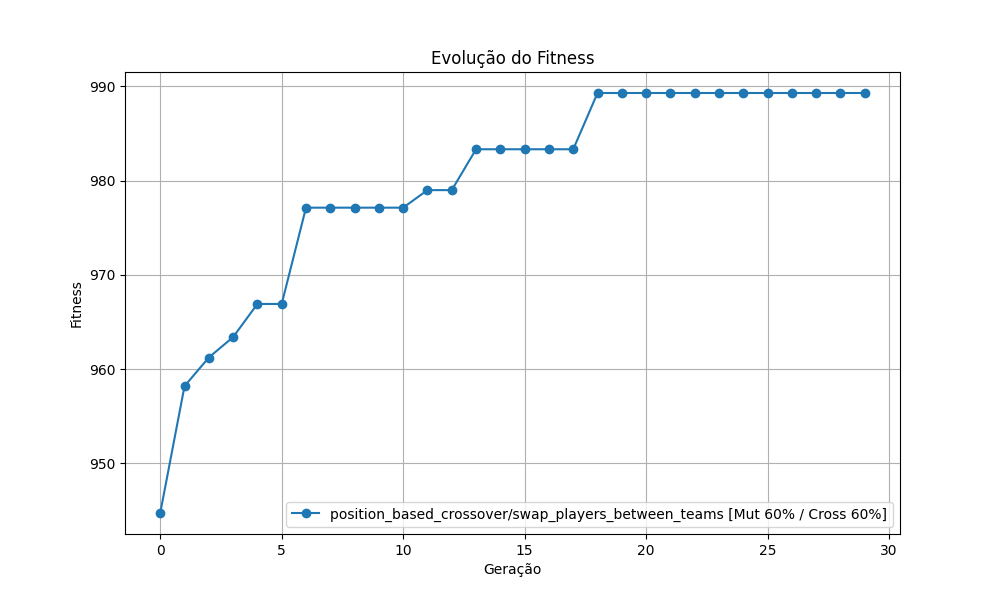 Evolução do Fitness
Fitness
990
980
970
960
950
0 5 10 15 20 25 30
Geração
position_based_crossover/swap_players_between_teams [Mut 60% / Cross 60%]